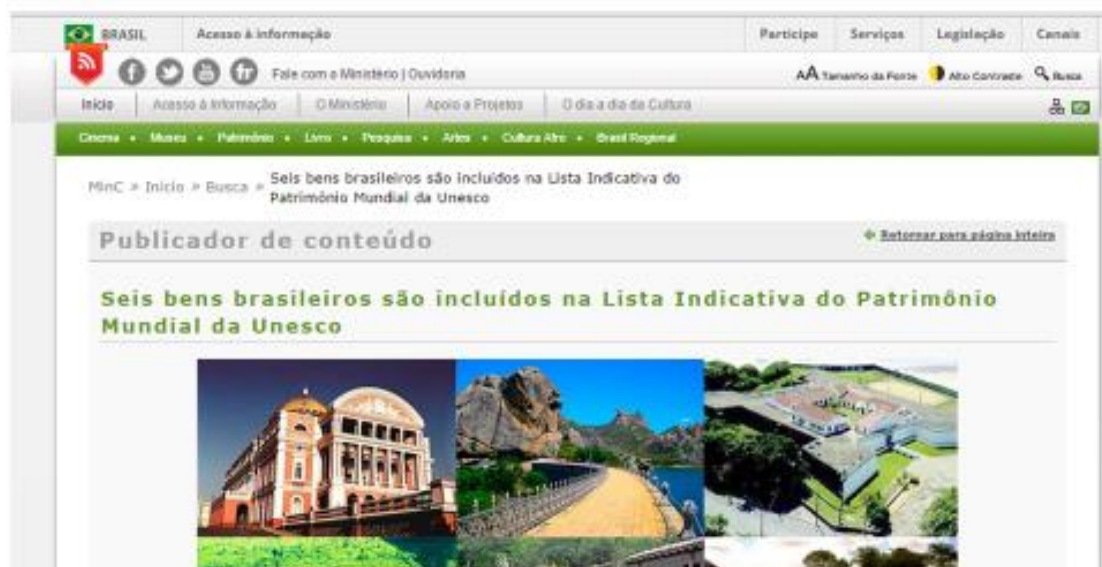 BRASIL Acesso à informação Participe Serviços Legislação Canais
Fale com o Ministério | Ouvidoria AA Tamanho da Fonte Alto Contraste Busca
Início Acesso à Informação O Ministério Apoio a Projetos O dia a dia da Cultura
Cinema • Museu • Patrimônio • Livro • Pesquisa • Artes • Cultura Afro • Brasil Regional
MinC » Início » Busca » Seis bens brasileiros são incluídos na Lista Indicativa do
Patrimônio Mundial da Unesco
Publicador de conteúdo Retornar para página inteira
Seis bens brasileiros são incluídos na Lista Indicativa do Patrimônio
Mundial da Unesco